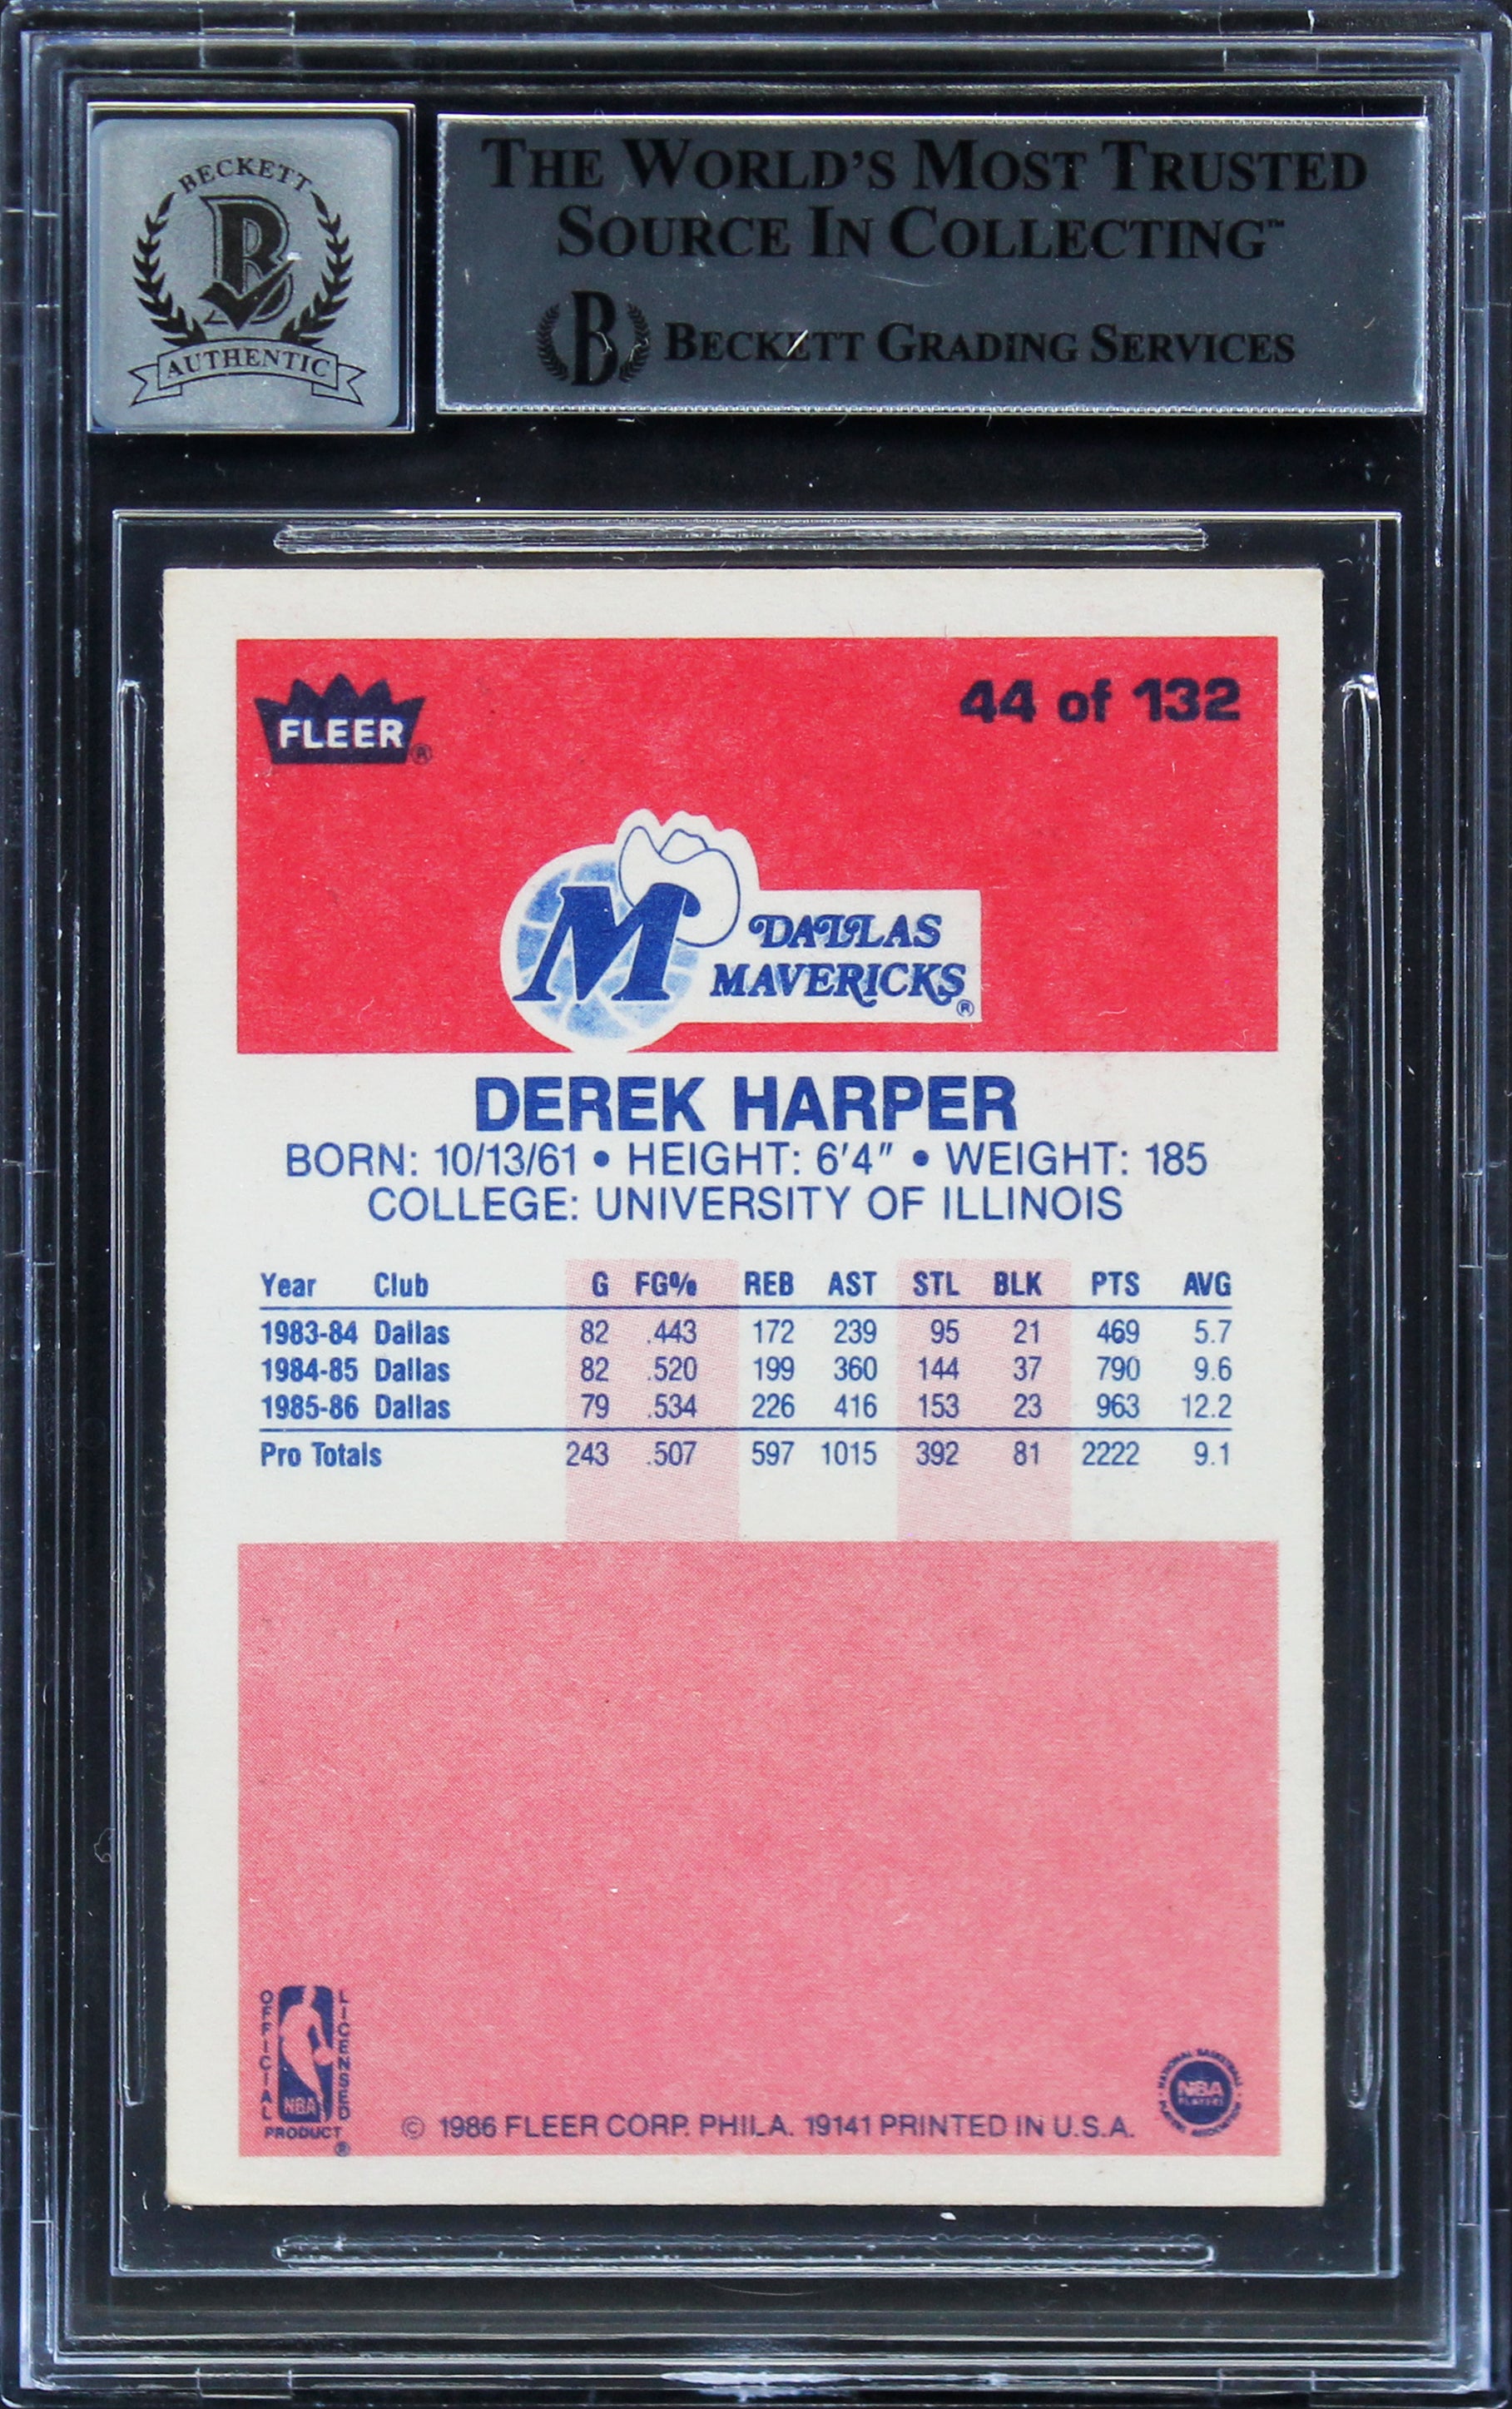 BECKETT
B
AUTHENTIC
THE WORLD'S MOST TRUSTED
SOURCE IN COLLECTING™
B BECKETT GRADING SERVICES
FLEER®
44 of 132
M
DALLAS
MAVERICKS®
DEREK HARPER
BORN: 10/13/61 • HEIGHT: 6'4" • WEIGHT: 185
COLLEGE: UNIVERSITY OF ILLINOIS
Year Club G FG% REB AST STL BLK PTS AVG
1983-84 Dallas 82 .443 172 239 95 21 469 5.7
1984-85 Dallas 82 .520 199 360 144 37 790 9.6
1985-86 Dallas 79 .534 226 416 153 23 963 12.2
Pro Totals 243 .507 597 1015 392 81 2222 9.1
OFFICIAL
NBA
LICENSED
PRODUCT®
© 1986 FLEER CORP. PHILA. 19141 PRINTED IN U.S.A.
NATIONAL BASKETBALL
NBA
PLAYERS
PLAYERS ASSOCIATION